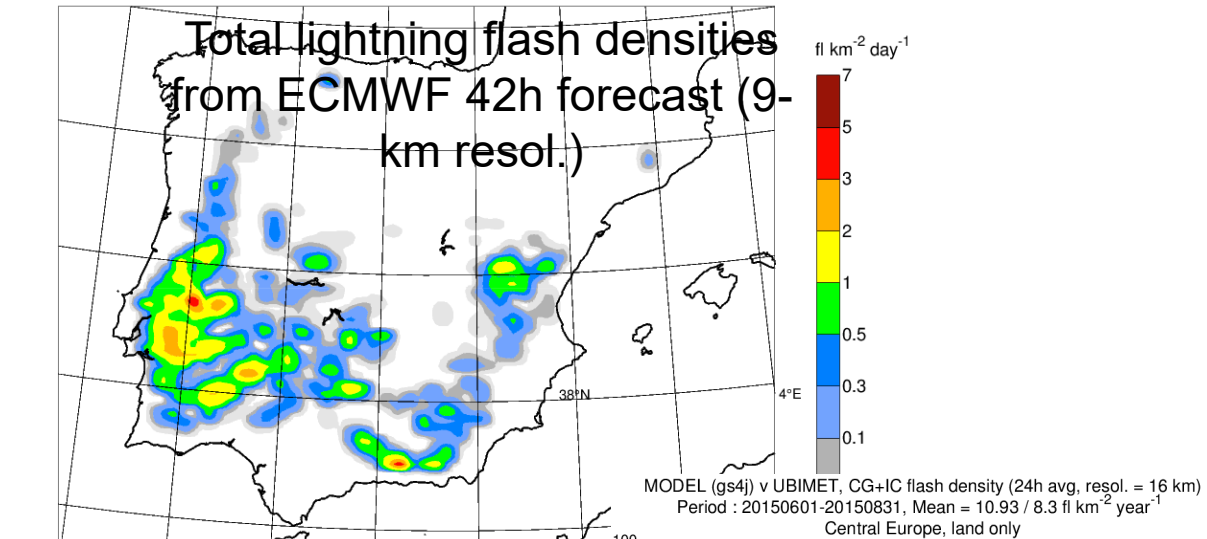 Total lightning flash densities
from ECMWF 42h forecast (9-
km resol.)
fl km-2 day-1
7
5
3
2
1
0.5
0.3
0.1
38°N
4°E
MODEL (gs4j) v UBIMET, CG+IC flash density (24h avg, resol. = 16 km)
Period : 20150601-20150831, Mean = 10.93 / 8.3 fl km-2 year-1
Central Europe, land only